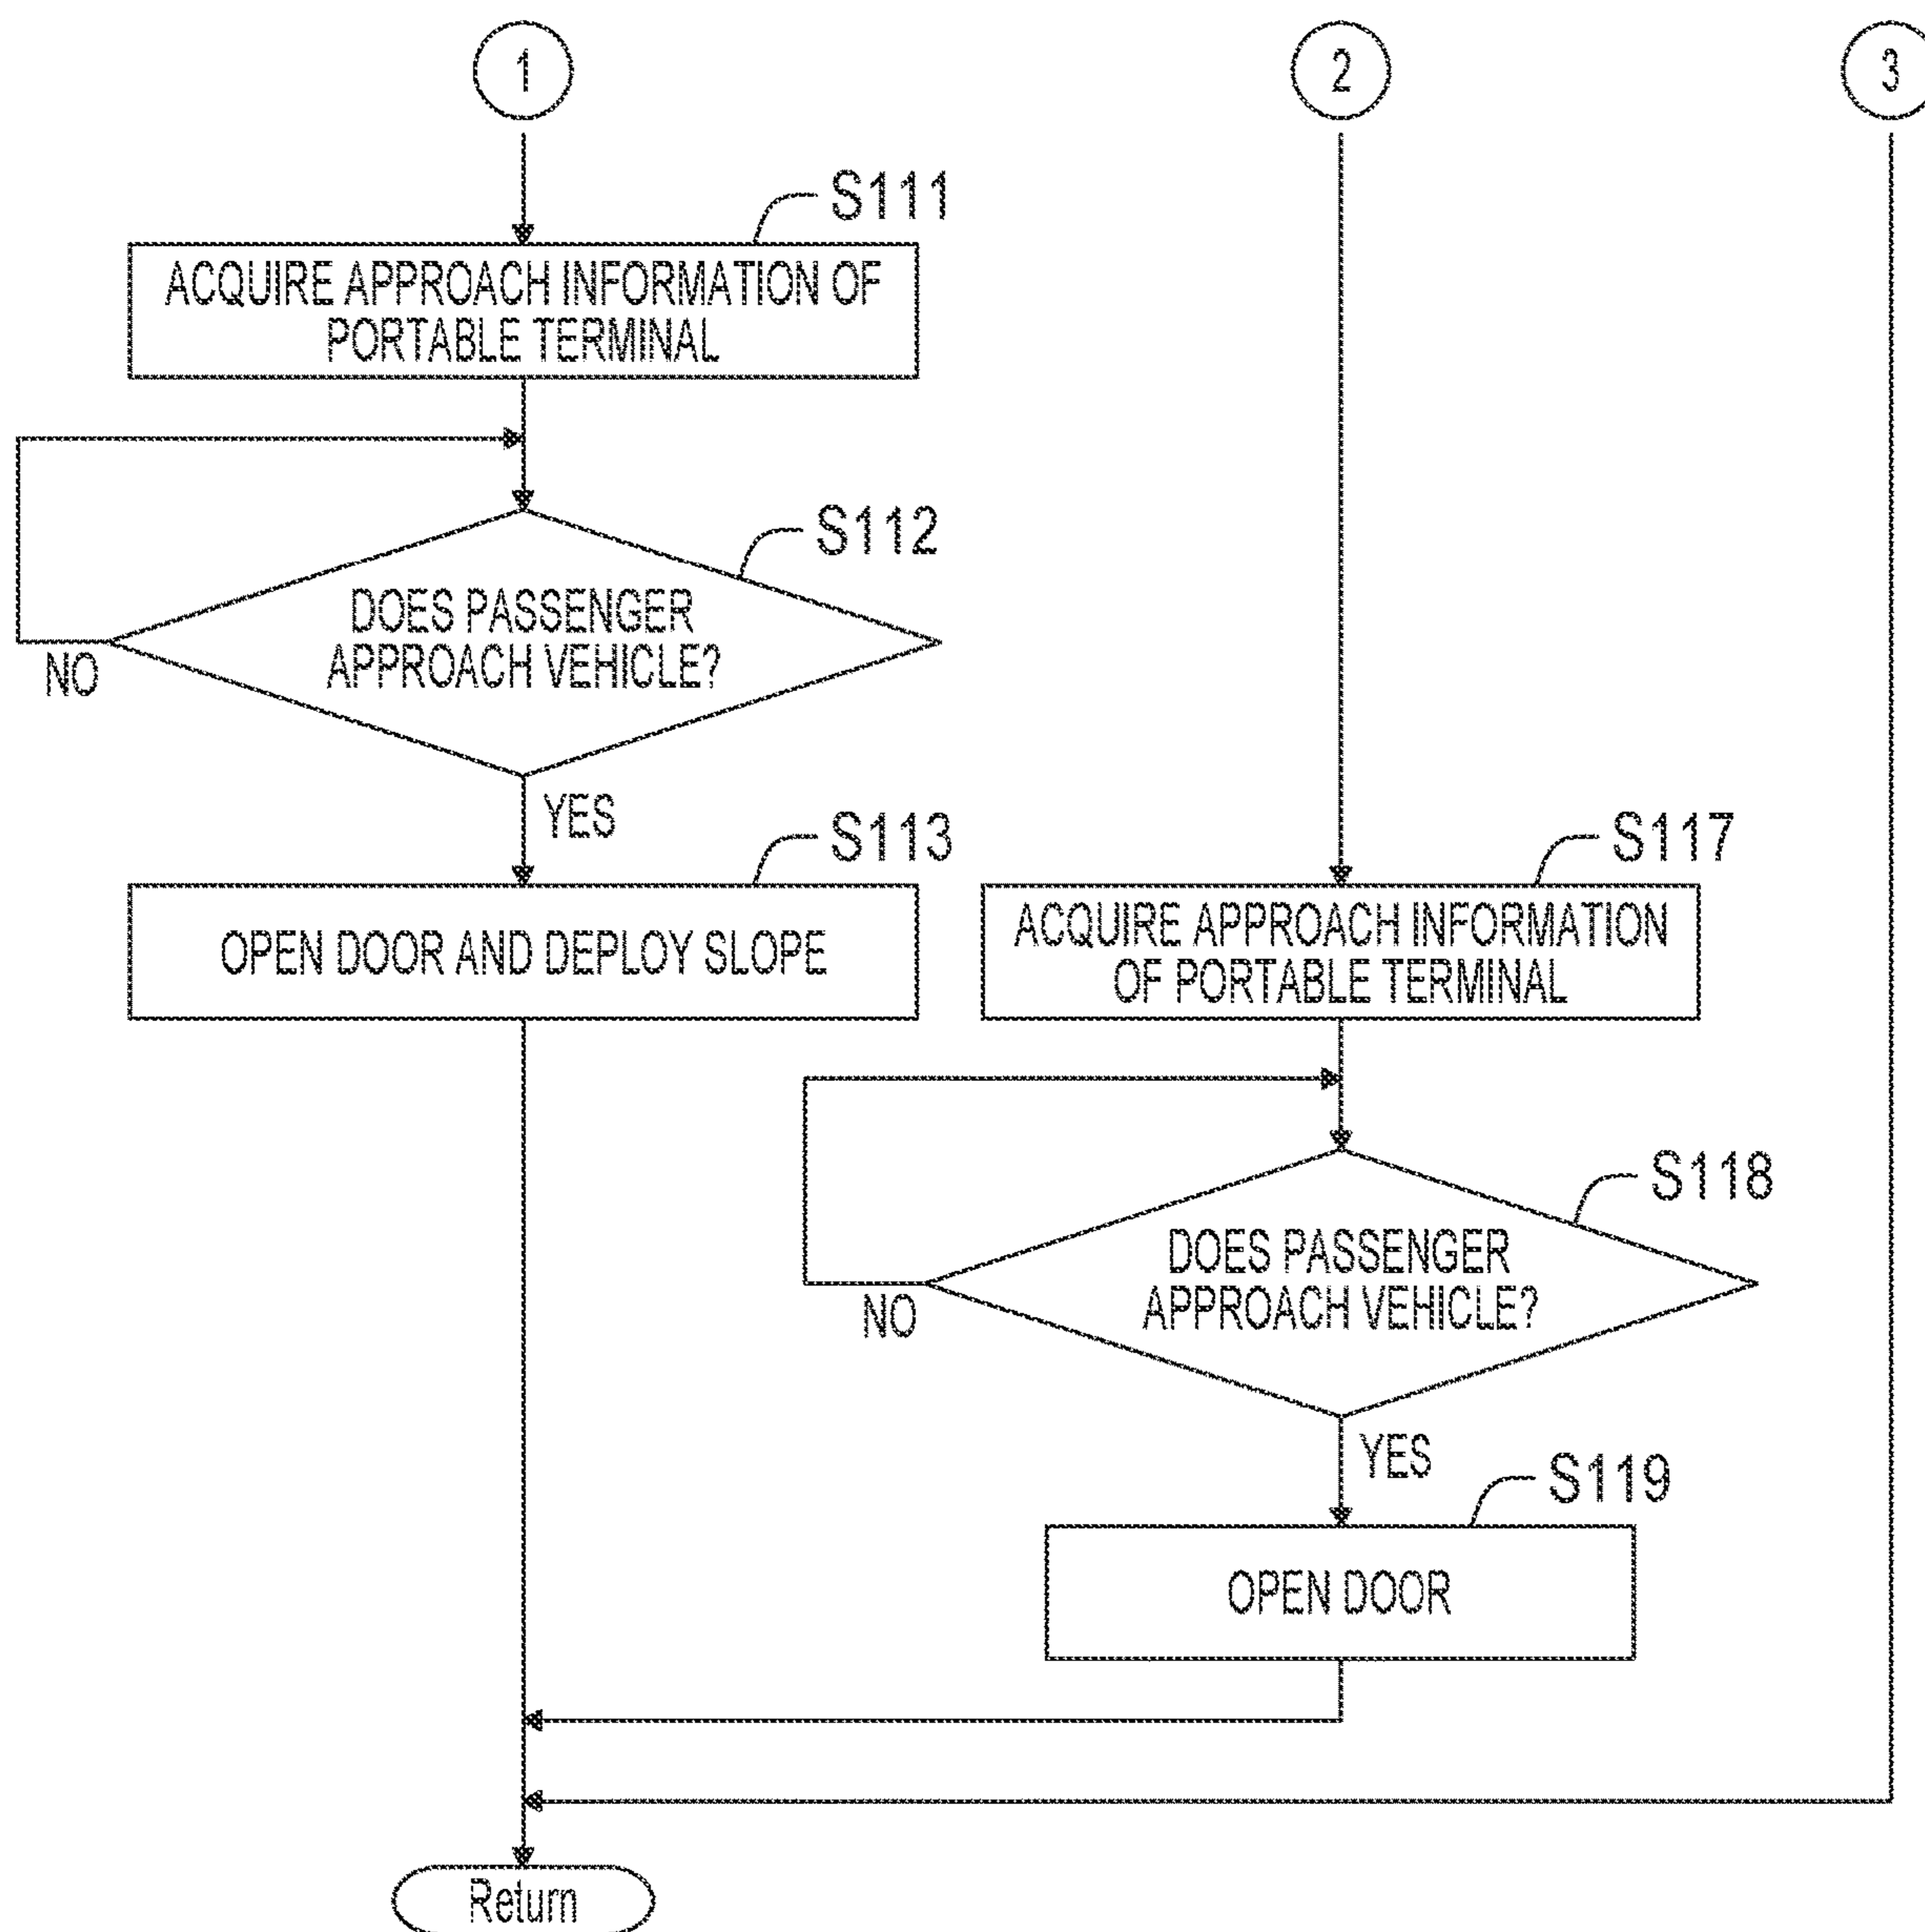 1
2
3
S111
ACQUIRE APPROACH INFORMATION OF
PORTABLE TERMINAL
S112
DOES PASSENGER
APPROACH VEHICLE?
NO
YES
S113
OPEN DOOR AND DEPLOY SLOPE
S117
ACQUIRE APPROACH INFORMATION
OF PORTABLE TERMINAL
S118
DOES PASSENGER
APPROACH VEHICLE?
NO
YES
S119
OPEN DOOR
Return